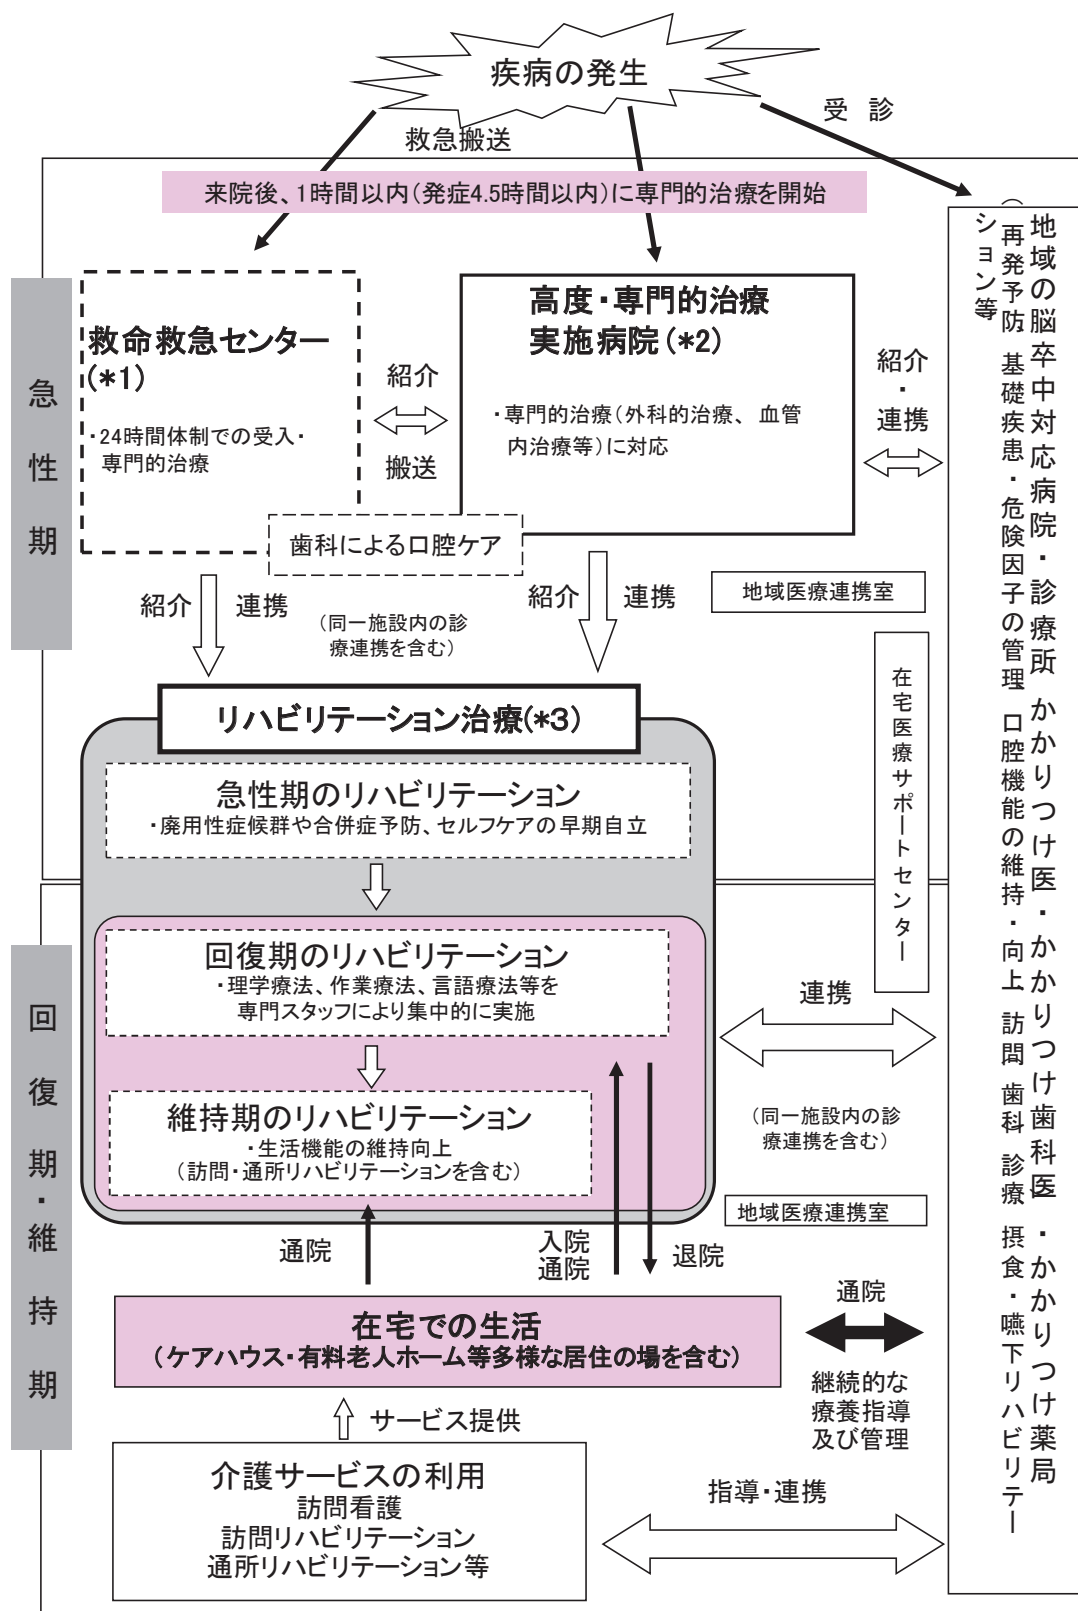 疾病の発生
受 診
救急搬送
来院後、1時間以内(発症4.5時間以内)に専門的治療を開始
急性期
救命救急センター
(*1)
・24時間体制での受入・
専門的治療
紹介
搬送
高度・専門的治療
実施病院(*2)
・専門的治療(外科的治療、血管
内治療等)に対応
紹介・連携
歯科による口腔ケア
紹介
連携
(同一施設内の診
療連携を含む)
紹介
連携
地域医療連携室
在宅医療サポートセンター
地域の脳卒中対応病院・診療所 かかりつけ医・かかりつけ歯科医・かかりつけ薬局
(再発予防、基礎疾患・危険因子の管理、口腔機能の維持・向上、訪問歯科診療、摂食・嚥下リハビリテー
ション等)
リハビリテーション治療(*3)
急性期のリハビリテーション
・廃用性症候群や合併症予防、セルフケアの早期自立
回復期・維持期
回復期のリハビリテーション
・理学療法、作業療法、言語療法等を
専門スタッフにより集中的に実施
連携
維持期のリハビリテーション
・生活機能の維持向上
(訪問・通所リハビリテーションを含む)
(同一施設内の診
療連携を含む)
地域医療連携室
通院
入院
通院
退院
在宅での生活
(ケアハウス・有料老人ホーム等多様な居住の場を含む)
通院
継続的な
療養指導
及び管理
サービス提供
介護サービスの利用
訪問看護
訪問リハビリテーション
通所リハビリテーション等
指導・連携